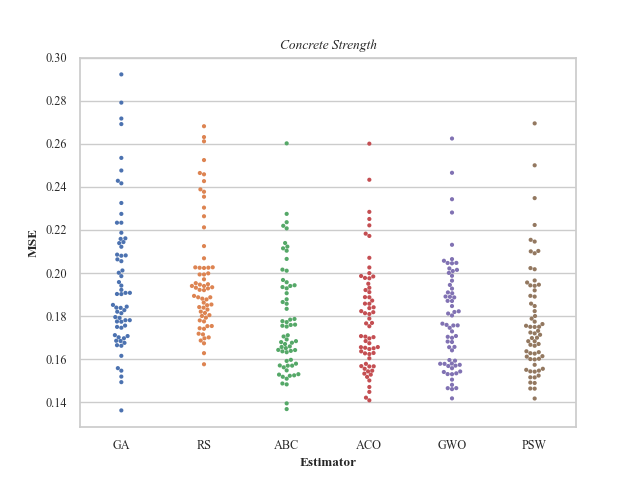 Concrete Strength
0.30
0.28
0.26
0.24
0.22
0.20
0.18
0.16
0.14
MSE
GA RS ABC ACO GWO PSW
Estimator